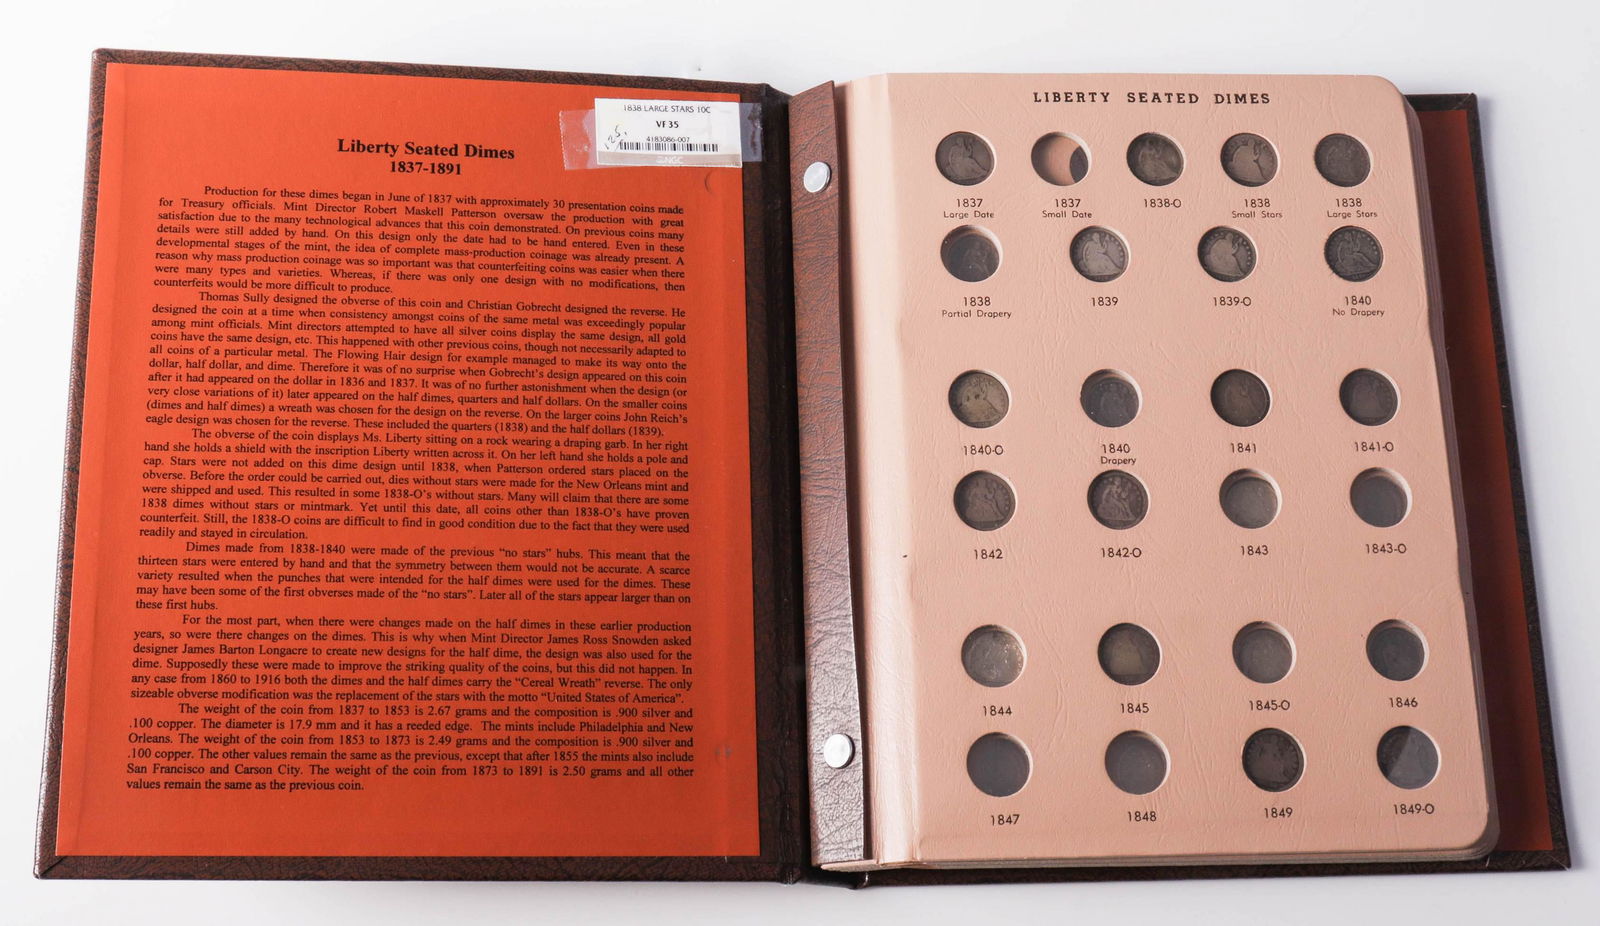 1838 LARGE STARS 10C
VF 35
4183086-007
NGC
Liberty Seated Dimes
1837-1891
Production for these dimes began in June of 1837 with approximately 30 presentation coins made
for Treasury officials. Mint Director Robert Maskell Patterson oversaw the production with great
satisfaction due to the many technological advances that this coin demonstrated. On previous coins many
details were still added by hand. On this design only the date had to be hand entered. Even in these
developmental stages of the mint, the idea of complete mass-production coinage was already present. A
reason why mass production coinage was so important was that counterfeiting coins was easier when there
were many types and varieties. Whereas, if there was only one design with no modifications, then
counterfeits would be more difficult to produce.
Thomas Sully designed the obverse of this coin and Christian Gobrecht designed the reverse. He
designed the coin at a time when consistency amongst coins of the same metal was exceedingly popular
among mint officials. Mint directors attempted to have all silver coins display the same design, all gold
coins have the same design, etc. This happened with other previous coins, though not necessarily adapted to
all coins of a particular metal. The Flowing Hair design for example managed to make its way onto the
dollar, half dollar, and dime. Therefore it was of no surprise when Gobrecht's design appeared on this coin
after it had appeared on the dollar in 1836 and 1837. It was of no further astonishment when the design (or
very close variations of it) later appeared on the half dimes, quarters and half dollars. On the smaller coins
(dimes and half dimes) a wreath was chosen for the design on the reverse. On the larger coins John Reich's
eagle design was chosen for the reverse. These included the quarters (1838) and the half dollars (1839).
The obverse of the coin displays Ms. Liberty sitting on a rock wearing a draping garb. In her right
hand she holds a shield with the inscription Liberty written across it. On her left hand she holds a pole and
cap. Stars were not added on this dime design until 1838, when Patterson ordered stars placed on the
obverse. Before the order could be carried out, dies without stars were made for the New Orleans mint and
were shipped and used. This resulted in some 1838-O's without stars. Many will claim that there are some
1838 dimes without stars or mintmark. Yet until this date, all coins other than 1838-O's have proven
counterfeit. Still, the 1838-O coins are difficult to find in good condition due to the fact that they were used
readily and stayed in circulation.
Dimes made from 1838-1840 were made of the previous "no stars" hubs. This meant that the
thirteen stars were entered by hand and that the symmetry between them would not be accurate. A scarce
variety resulted when the punches that were intended for the half dimes were used for the dimes. These
may have been some of the first obverses made of the "no stars". Later all of the stars appear larger than on
these first hubs.
For the most part, when there were changes made on the half dimes in these earlier production
years, so were there changes on the dimes. This is why when Mint Director James Ross Snowden asked
designer James Barton Longacre to create new designs for the half dime, the design was also used for the
dime. Supposedly these were made to improve the striking quality of the coins, but this did not happen. In
any case from 1860 to 1916 both the dimes and the half dimes carry the "Cereal Wreath" reverse. The only
sizeable obverse modification was the replacement of the stars with the motto "United States of America".
The weight of the coin from 1837 to 1853 is 2.67 grams and the composition is .900 silver and
.100 copper. The diameter is 17.9 mm and it has a reeded edge. The mints include Philadelphia and New
Orleans. The weight of the coin from 1853 to 1873 is 2.49 grams and the composition is .900 silver and
.100 copper. The other values remain the same as the previous, except that after 1855 the mints also include
San Francisco and Carson City. The weight of the coin from 1873 to 1891 is 2.50 grams and all other
values remain the same as the previous coin.
LIBERTY SEATED DIMES
1837 1837 1838-O 1838 1838
Large Date Small Date Small Stars Large Stars
1838 1839 1839-O 1840
Partial Drapery No Drapery
1840-O 1840 1841 1841-O
Drapery
1842 1842-O 1843 1843-O
1844 1845 1845-O 1846
1847 1848 1849 1849-O